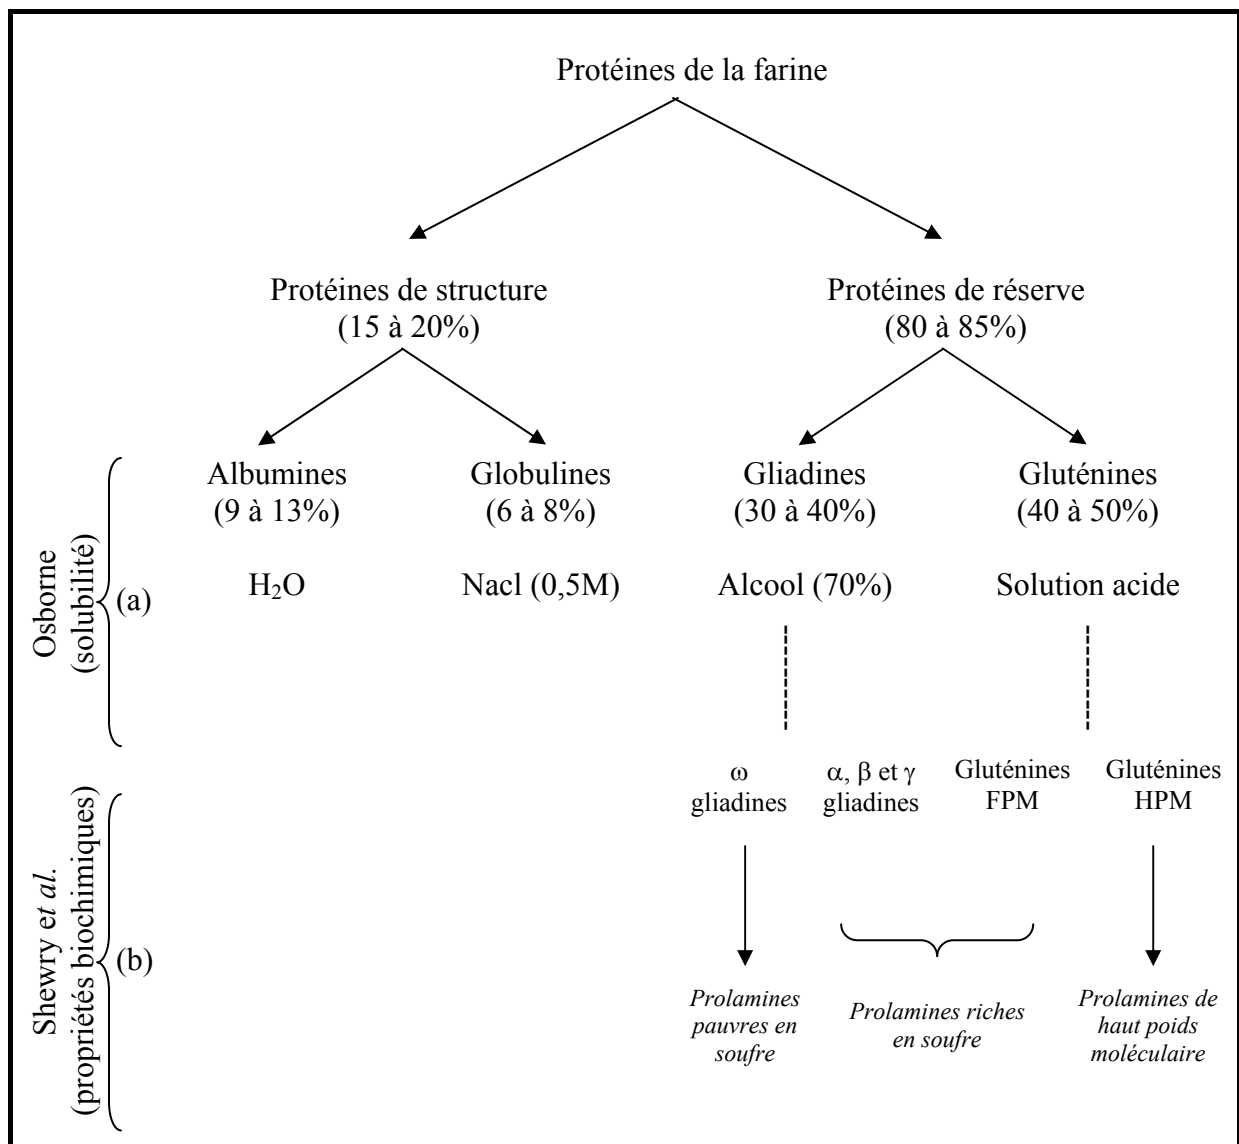 Protéines de la farine
Protéines de structure
(15 à 20%)
Protéines de réserve
(80 à 85%)
Osborne
(solubilité)
(a)
Albumines
(9 à 13%)
Globulines
(6 à 8%)
Gliadines
(30 à 40%)
Gluténines
(40 à 50%)
H₂O
Nacl (0,5M)
Alcool (70%)
Solution acide
Shewry et al.
(propriétés biochimiques)
(b)
ω
gliadines
α, β et γ
gliadines
Gluténines
FPM
Gluténines
HPM
Prolamines
pauvres en
soufre
Prolamines riches
en soufre
Prolamines de
haut poids
moléculaire